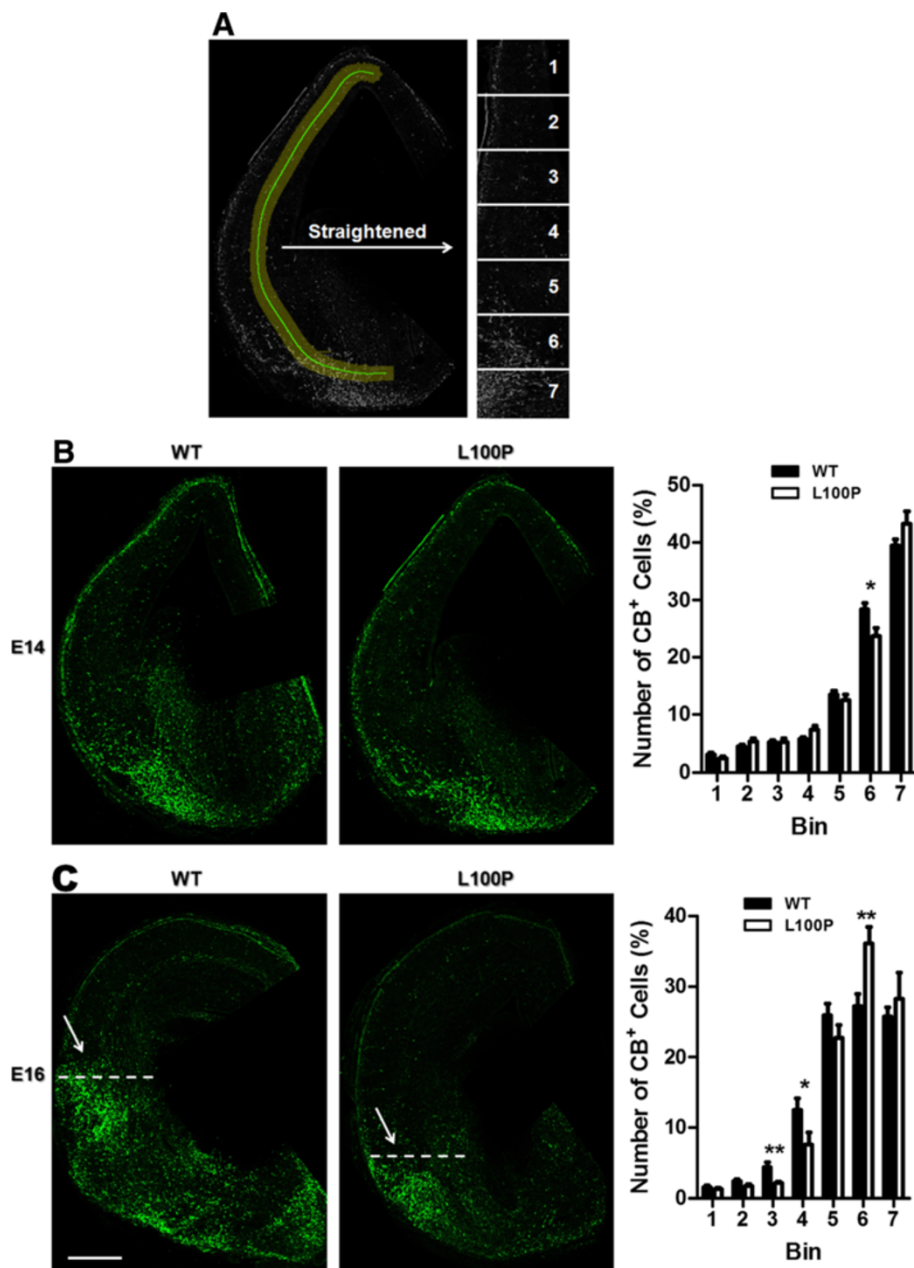 A
Straightened
1
2
3
4
5
6
7
B
WT
L100P
E14
WT
L100P
Number of CB⁺ Cells (%)
50
40
30
20
10
0
*
1 2 3 4 5 6 7
Bin
C
WT
L100P
E16
WT
L100P
Number of CB⁺ Cells (%)
40
30
20
10
0
**
*
**
1 2 3 4 5 6 7
Bin